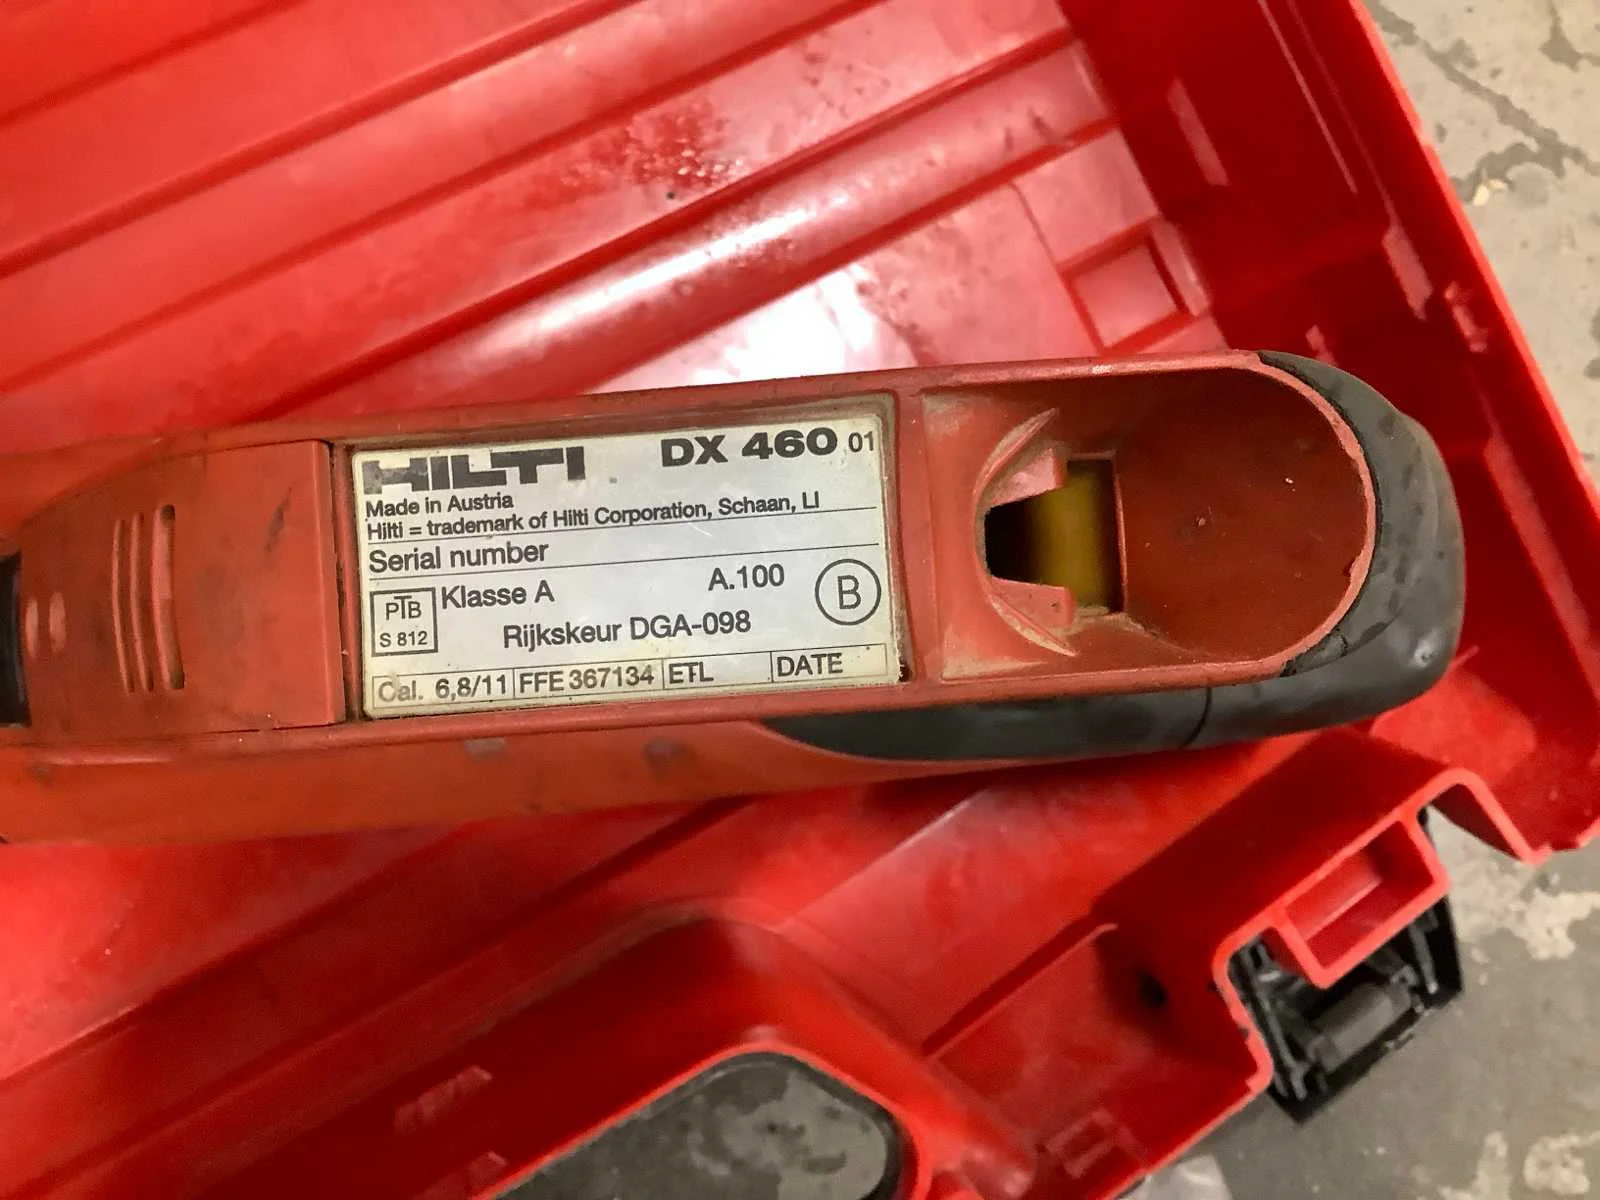 HILTI DX 460 01
Made in Austria
Hilti = trademark of Hilti Corporation, Schaan, LI
Serial number
PTB S 812
Klasse A A.100 B
Rijkskeur DGA-098
Cal. 6,8/11 FFE 367134 ETL DATE